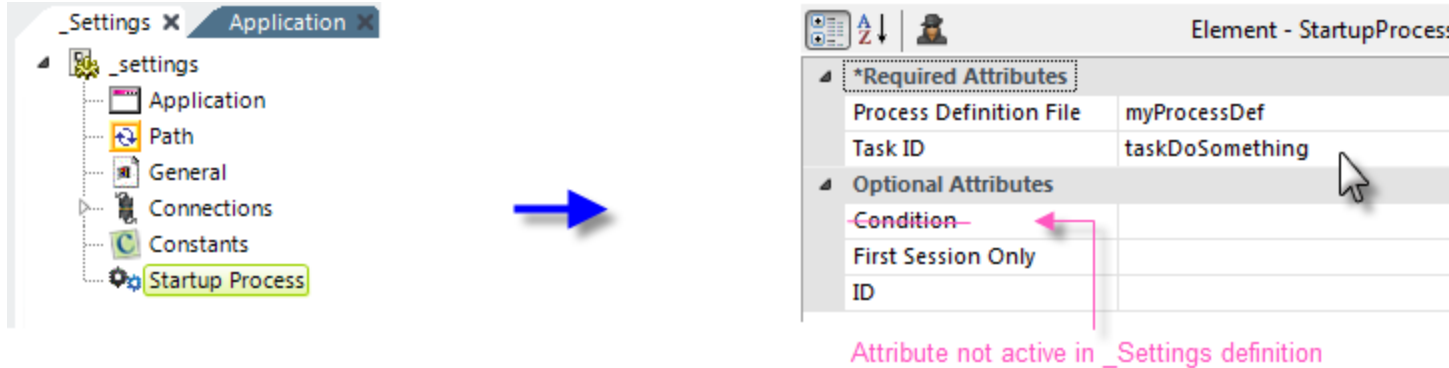 _Settings Application
_settings
Application
Path
General
Connections
Constants
Startup Process
A Z Element - StartupProcess
*Required Attributes
Process Definition File myProcessDef
Task ID taskDoSomething
Optional Attributes
Condition
First Session Only
ID
Attribute not active in _Settings definition